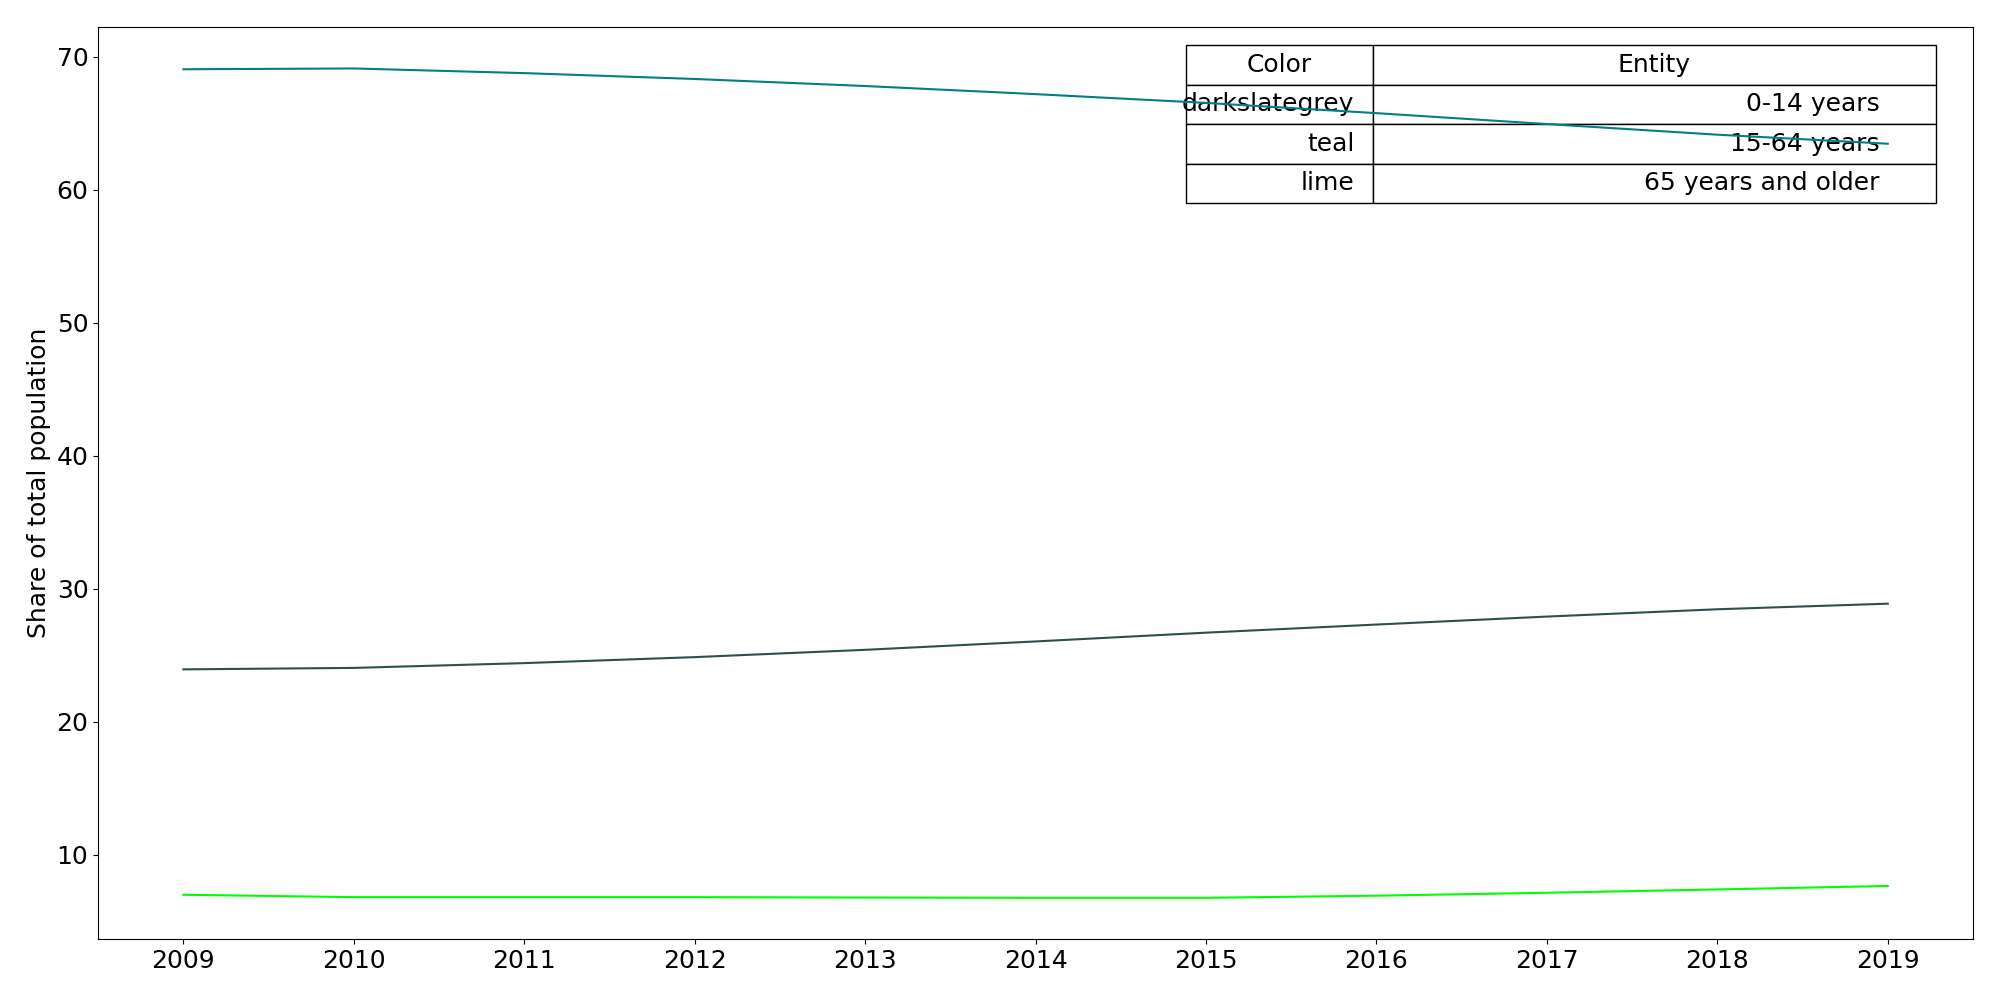 70
60
50
40
30
20
10
Share of total population
Color Entity
darkslategrey 0-14 years
teal 15-64 years
lime 65 years and older
2009 2010 2011 2012 2013 2014 2015 2016 2017 2018 2019